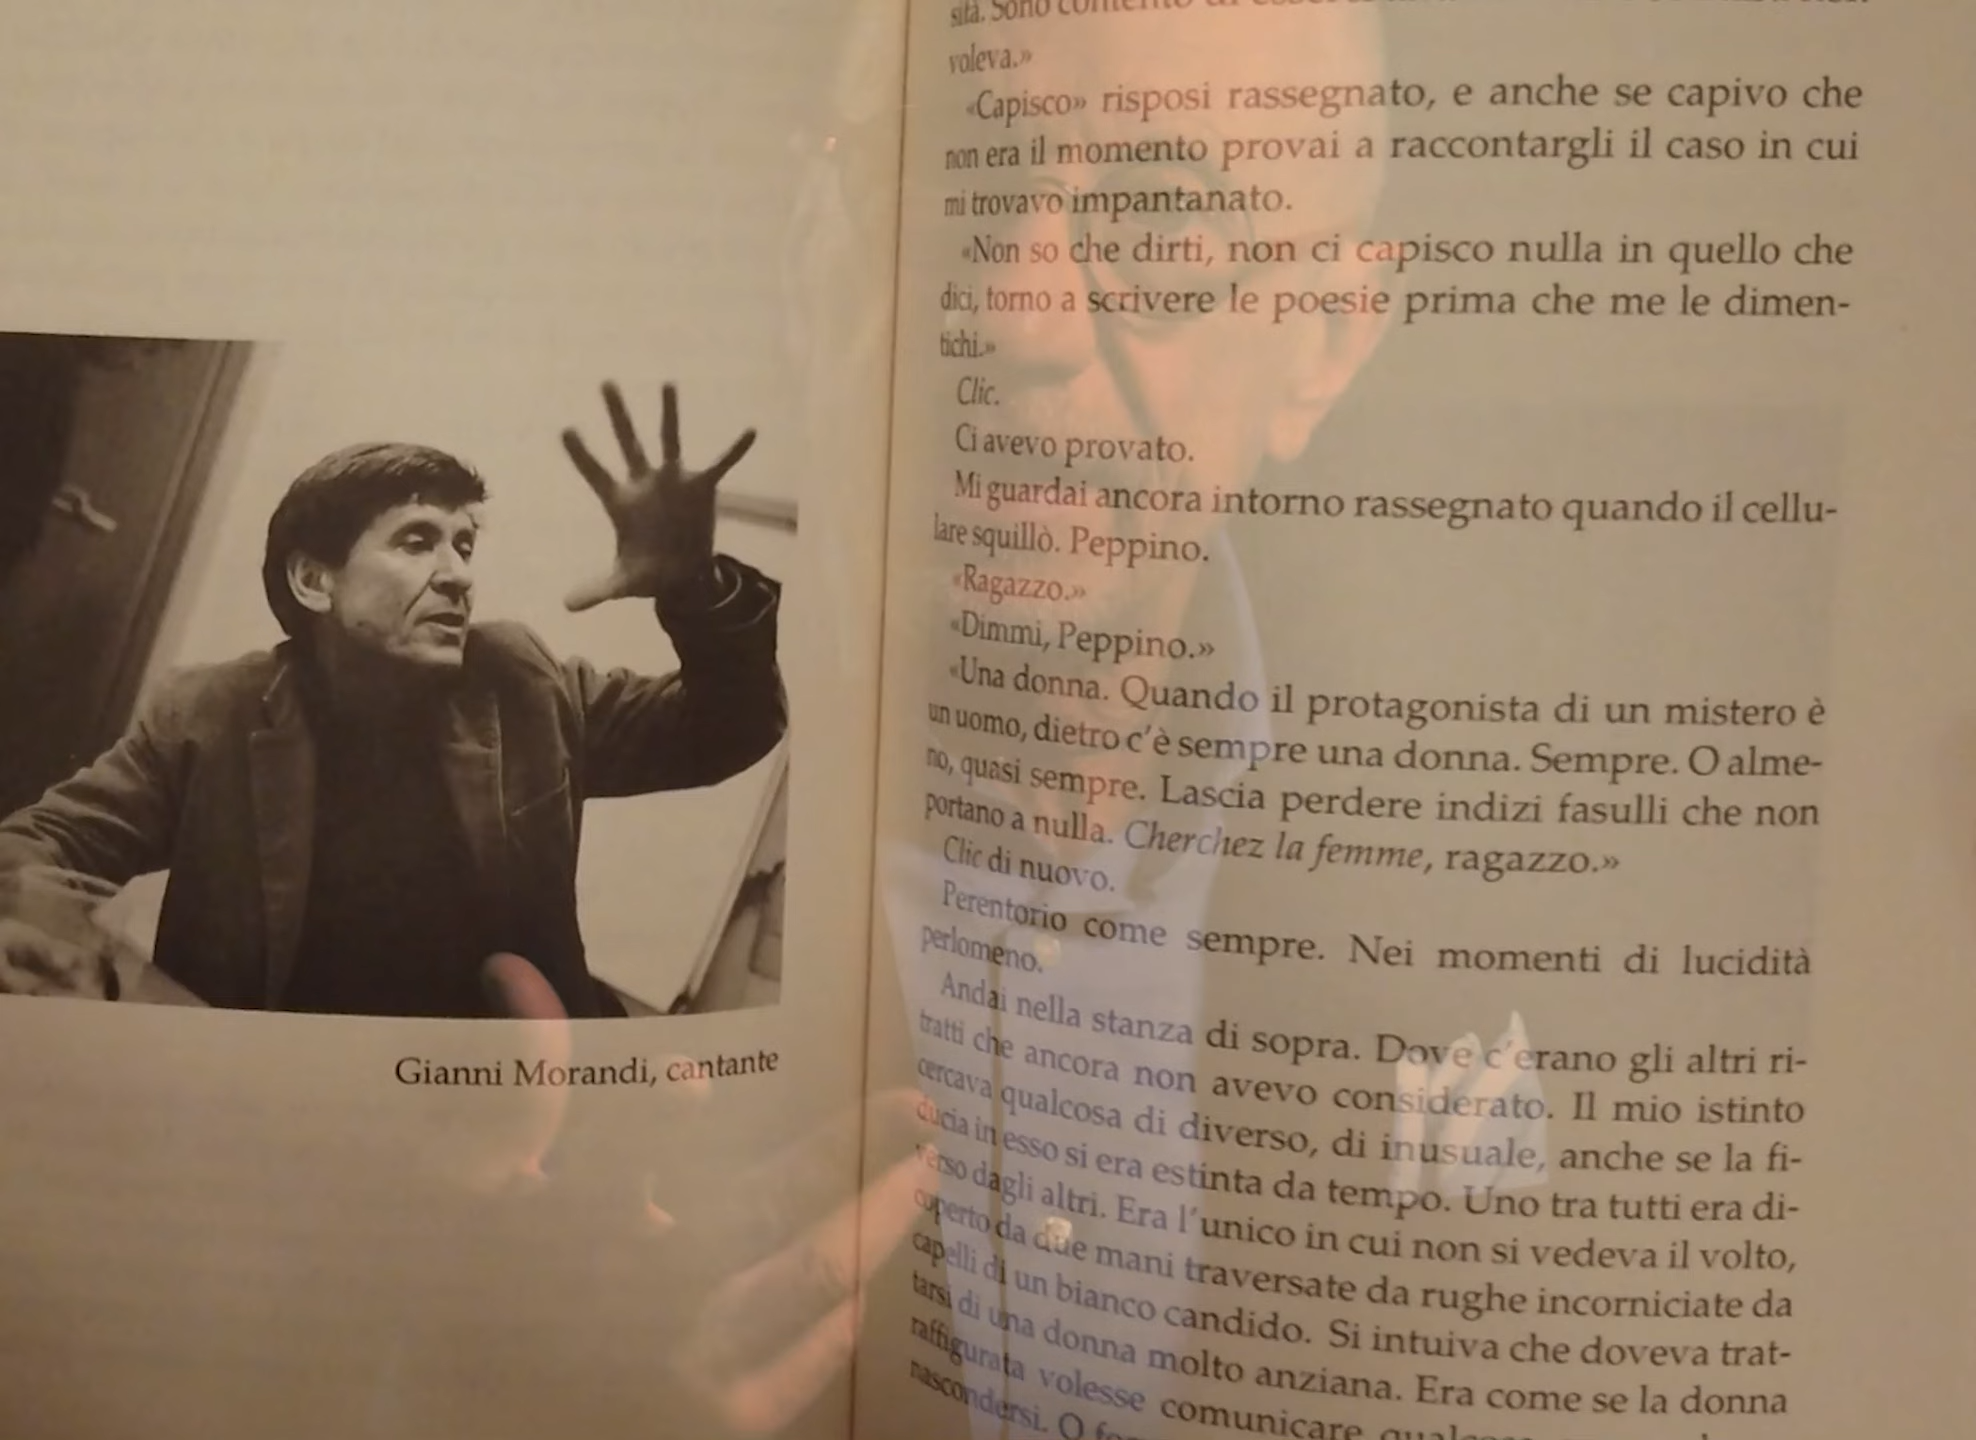 Gianni Morandi, cantante
sità. Sono
voleva.»
«Capisco» risposi rassegnato, e anche se capivo che
non era il momento provai a raccontargli il caso in cui
mi trovavo impantanato.
«Non so che dirti, non ci capisco nulla in quello che
dici, torno a scrivere le poesie prima che me le dimen-
tichi.»
Clic.
Ci avevo provato.
Mi guardai ancora intorno rassegnato quando il cellu-
lare squillò. Peppino.
«Ragazzo.»
«Dimmi, Peppino.»
«Una donna. Quando il protagonista di un mistero è
un uomo, dietro c'è sempre una donna. Sempre. O alme-
no, quasi sempre. Lascia perdere indizi fasulli che non
portano a nulla. Cherchez la femme, ragazzo.»
Clic di nuovo.
Perentorio come sempre. Nei momenti di lucidità
perlomeno.
Andai nella stanza di sopra. Dove c'erano gli altri ri-
tratti che ancora non avevo considerato. Il mio istinto
cercava qualcosa di diverso, di inusuale, anche se la fi-
ducia in esso si era estinta da tempo. Uno tra tutti era di-
verso dagli altri. Era l'unico in cui non si vedeva il volto,
coperto da due mani traversate da rughe incorniciate da
capelli di un bianco candido. Si intuiva che doveva trat-
tarsi di una donna molto anziana. Era come se la donna
raffigurata volesse comunicare
nascondersi. O